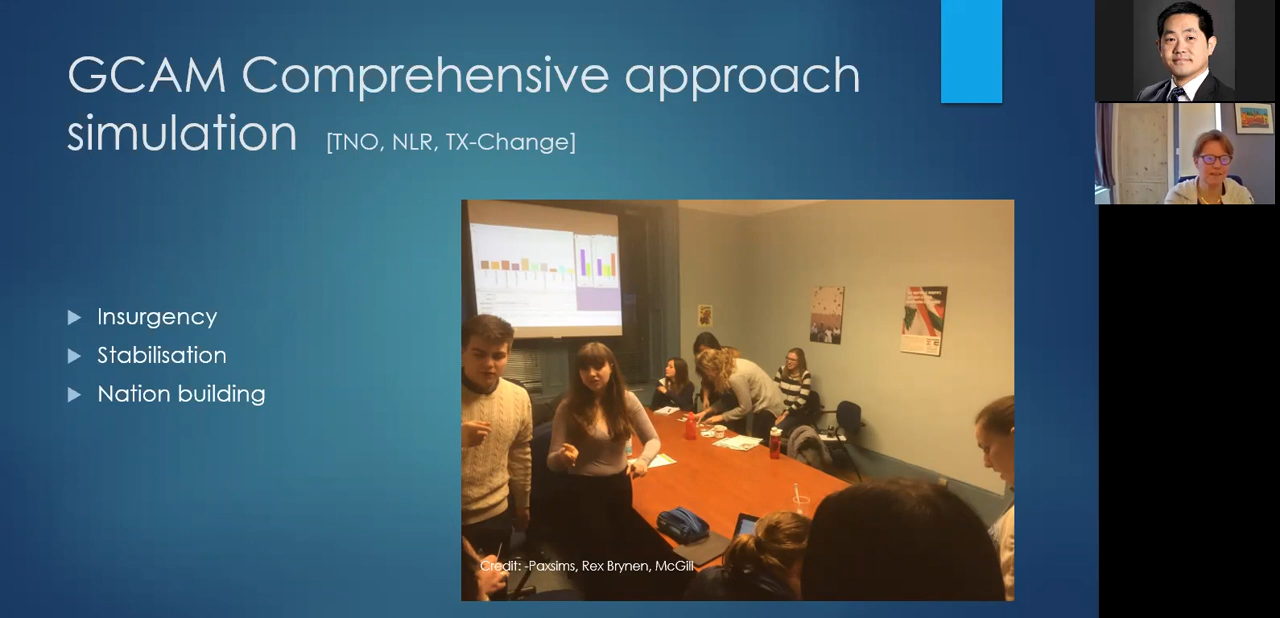 GCAM Comprehensive approach
simulation [TNO, NLR, TX-Change]
Insurgency
Stabilisation
Nation building
Credit: -Paxsims, Rex Brynen, McGill